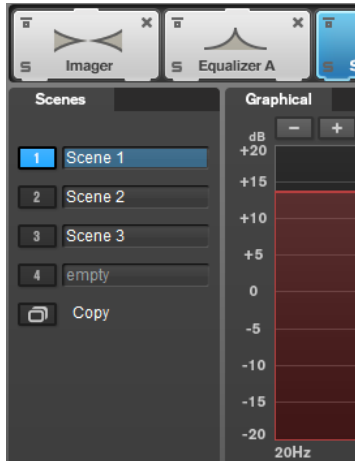 S Imager
S Equalizer A
S S
Scenes
Graphical
dB
1 Scene 1
2 Scene 2
3 Scene 3
4 empty
Copy
+20
+15
+10
+5
0
-5
-10
-15
-20
20Hz